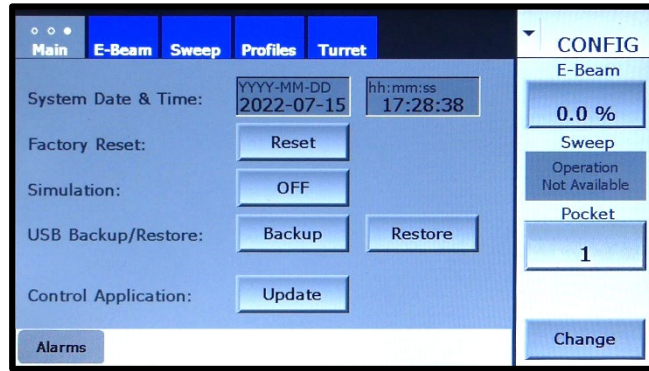 Main E-Beam Sweep Profiles Turret
CONFIG
System Date & Time: YYYY-MM-DD 2022-07-15 hh:mm:ss 17:28:38
Factory Reset: Reset
Simulation: OFF
USB Backup/Restore: Backup Restore
Control Application: Update
Alarms
E-Beam
0.0 %
Sweep
Operation
Not Available
Pocket
1
Change